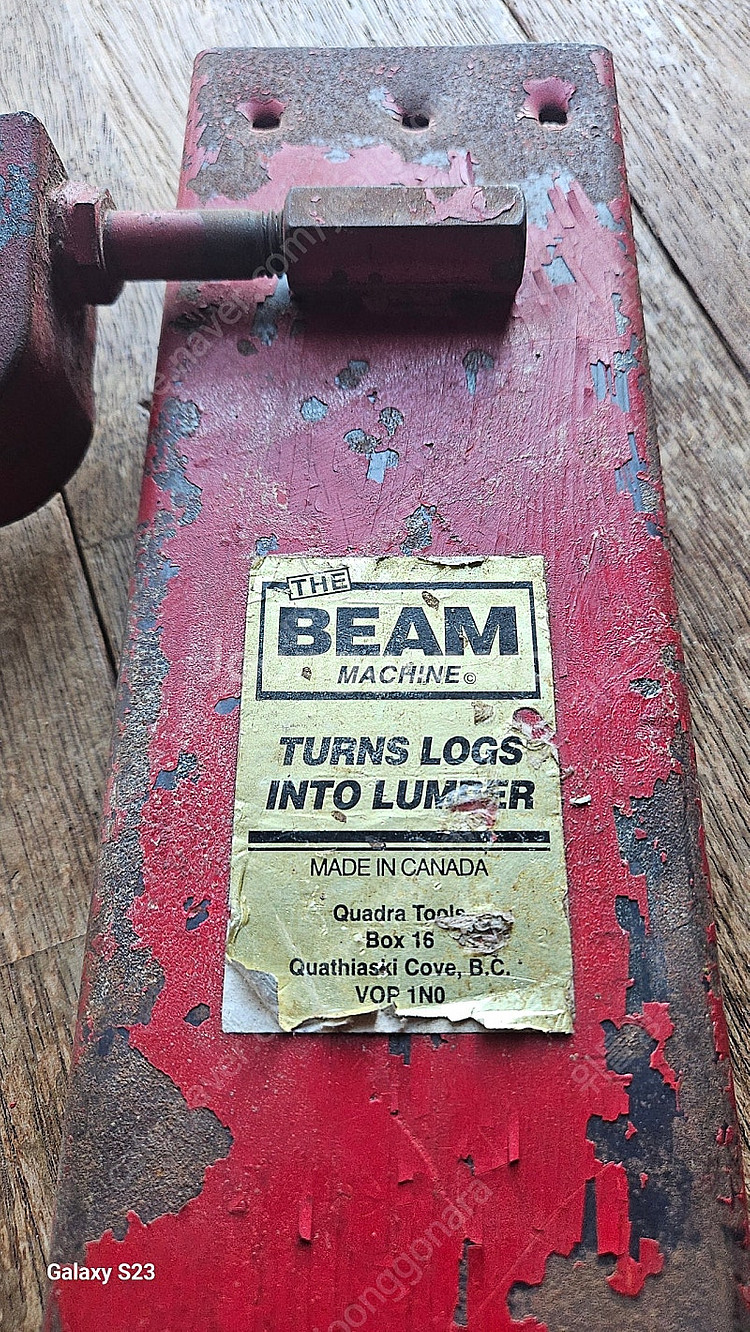 THE
BEAM
MACHINE©
TURNS LOGS
INTO LUMBER
MADE IN CANADA
Quadra Tools
Box 16
Quathiaski Cove, B.C.
VOP 1N0
Galaxy S23